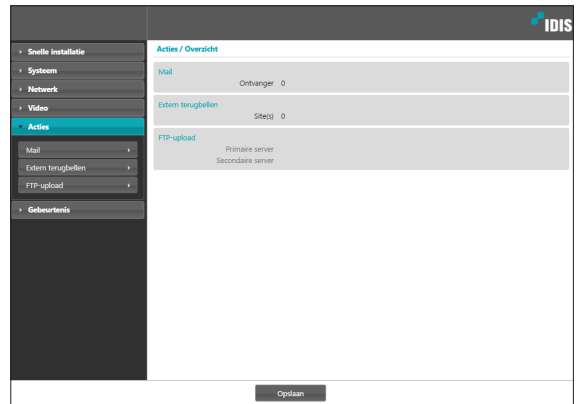 IDIS
Snelle installatie
Systeem
Netwerk
Video
Acties
Mail
Extern terugbellen
FTP-upload
Gebeurtenis
Acties / Overzicht
Mail
Ontvanger 0
Extern terugbellen
Site(s) 0
FTP-upload
Primaire server
Secondaire server
Opslaan